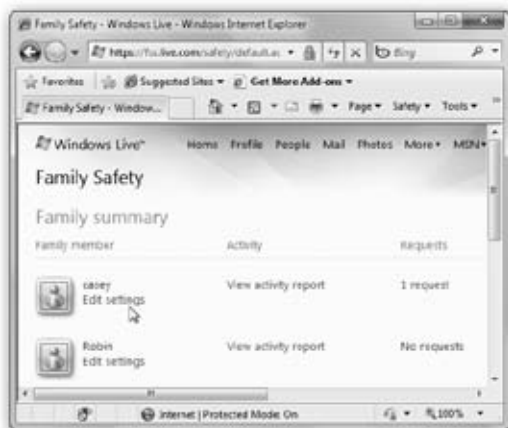 Family Safety - Windows Live - Windows Internet Explorer
https://fss.live.com/safety/default.as
Bing
Favorites Suggested Sites Get More Add-ons
Family Safety - Window...
Page Safety Tools
Windows Live™ Home Profile People Mail Photos More MSN
Family Safety
Family summary
Family member Activity Requests
casey View activity report 1 request
Edit settings
Robin View activity report No requests
Edit settings
Internet | Protected Mode: On 100%